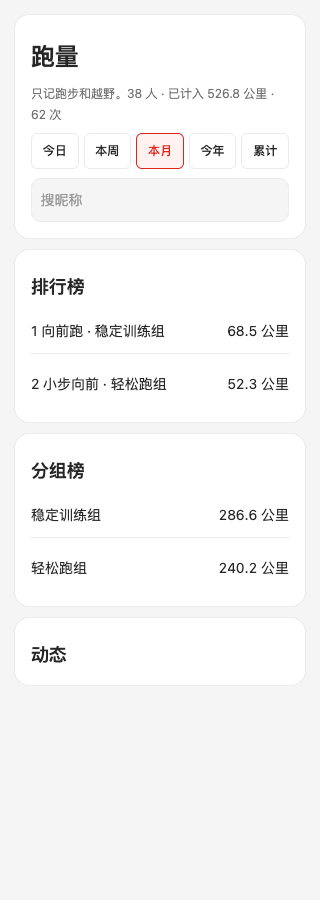 跑量
只记跑步和越野。38 人 · 已计入 526.8 公里 ·
62 次
今日 本周 本月 今年 累计
搜昵称
排行榜
1 向前跑 · 稳定训练组 68.5 公里
2 小步向前 · 轻松跑组 52.3 公里
分组榜
稳定训练组 286.6 公里
轻松跑组 240.2 公里
动态